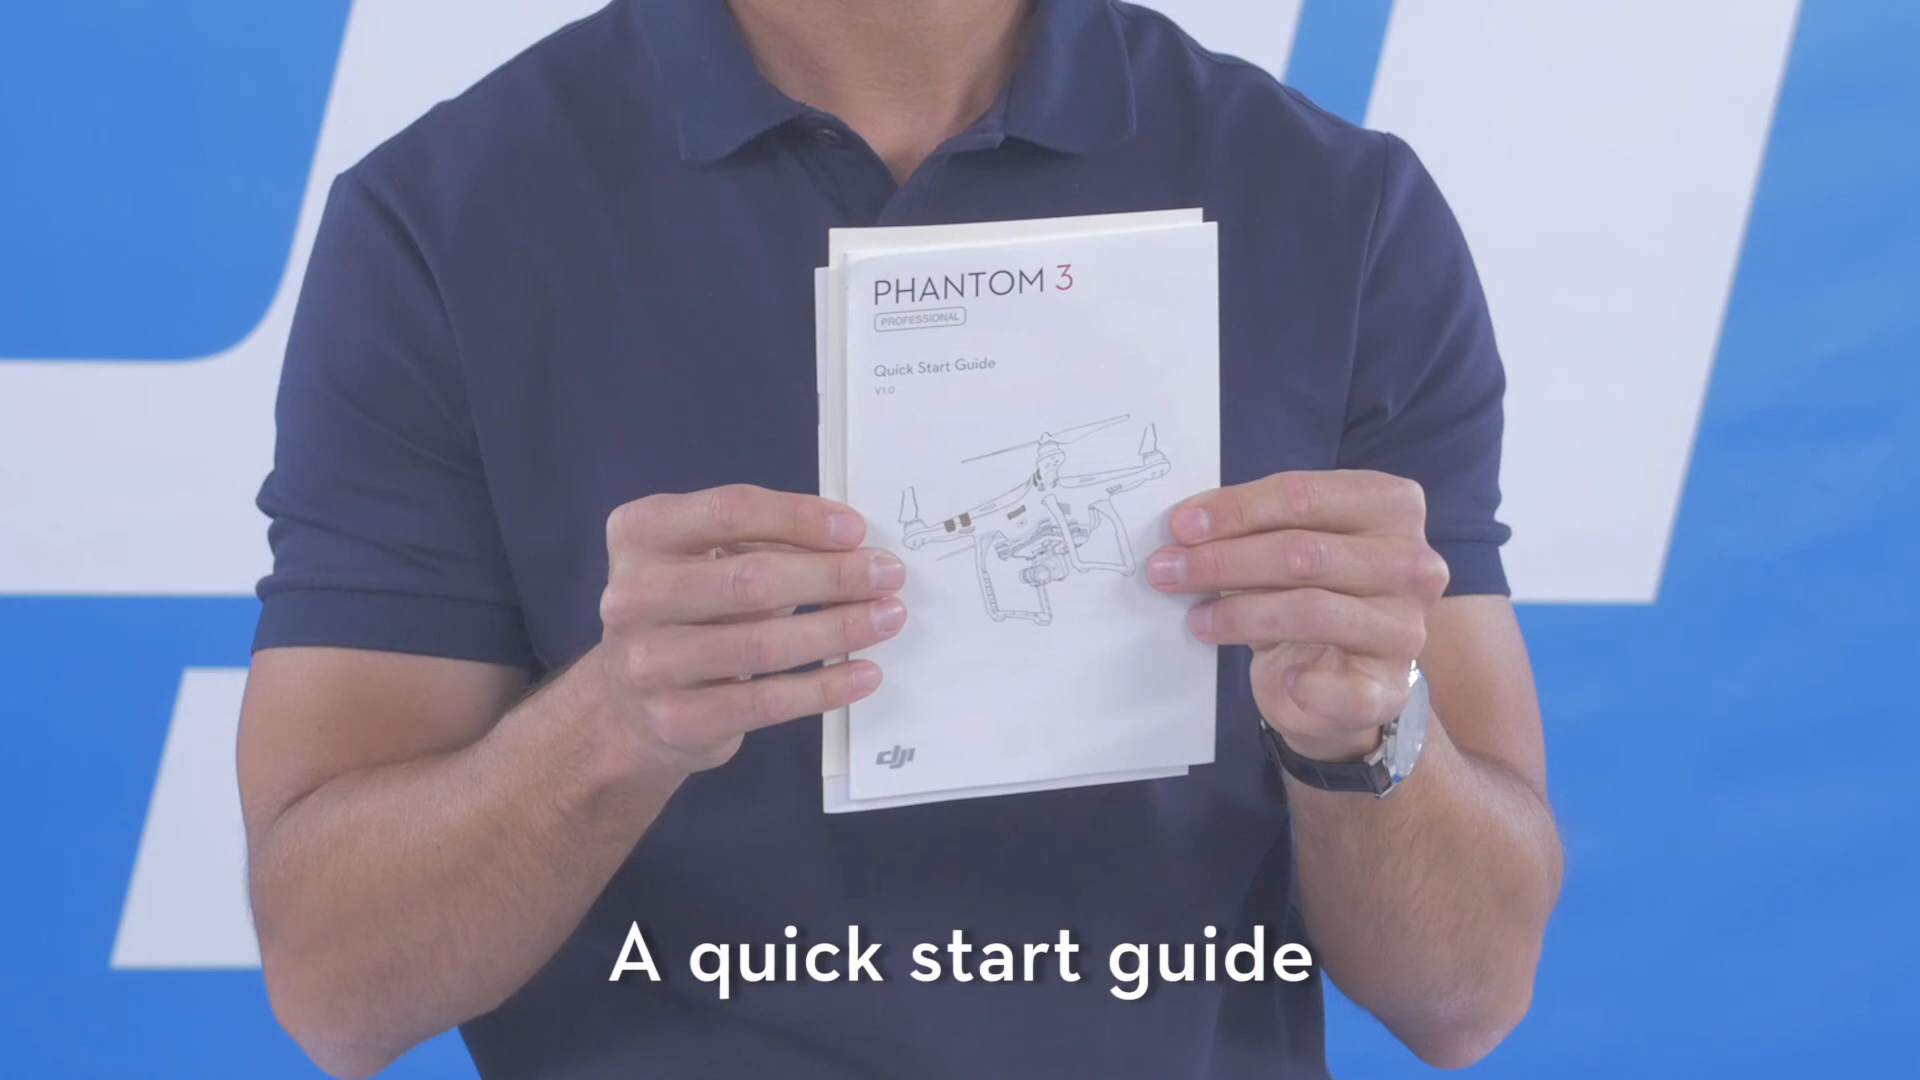 PHANTOM 3
PROFESSIONAL
Quick Start Guide
V1.0
dji
A quick start guide